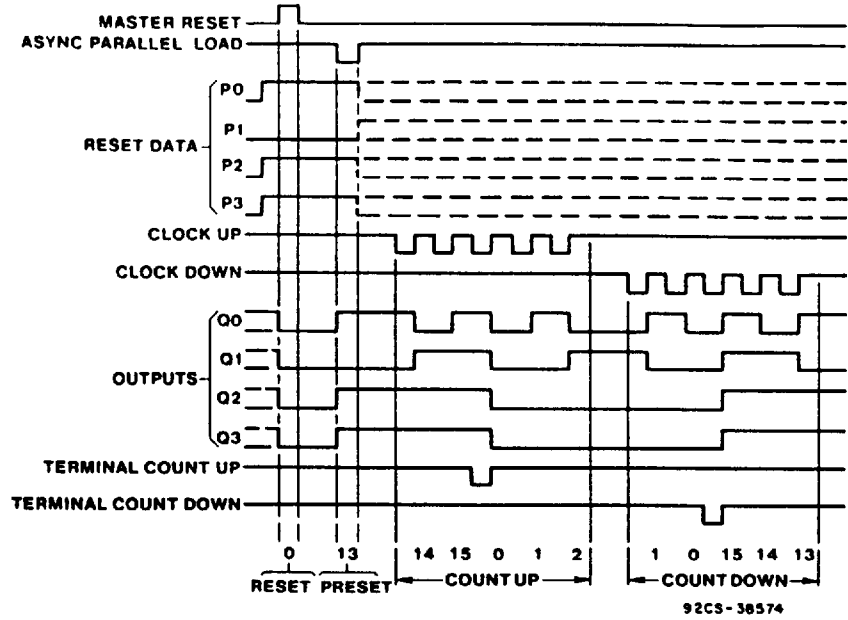 MASTER RESET
ASYNC PARALLEL LOAD
P0
P1
RESET DATA
P2
P3
CLOCK UP
CLOCK DOWN
Q0
Q1
OUTPUTS
Q2
Q3
TERMINAL COUNT UP
TERMINAL COUNT DOWN
0 13 14 15 0 1 2 1 0 15 14 13
RESET PRESET COUNT UP COUNT DOWN
92CS-38574